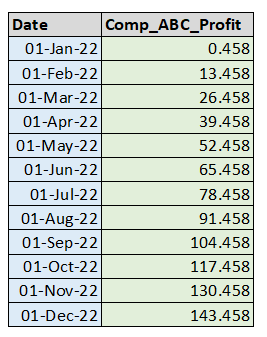 Date Comp_ABC_Profit
01-Jan-22 0.458
01-Feb-22 13.458
01-Mar-22 26.458
01-Apr-22 39.458
01-May-22 52.458
01-Jun-22 65.458
01-Jul-22 78.458
01-Aug-22 91.458
01-Sep-22 104.458
01-Oct-22 117.458
01-Nov-22 130.458
01-Dec-22 143.458